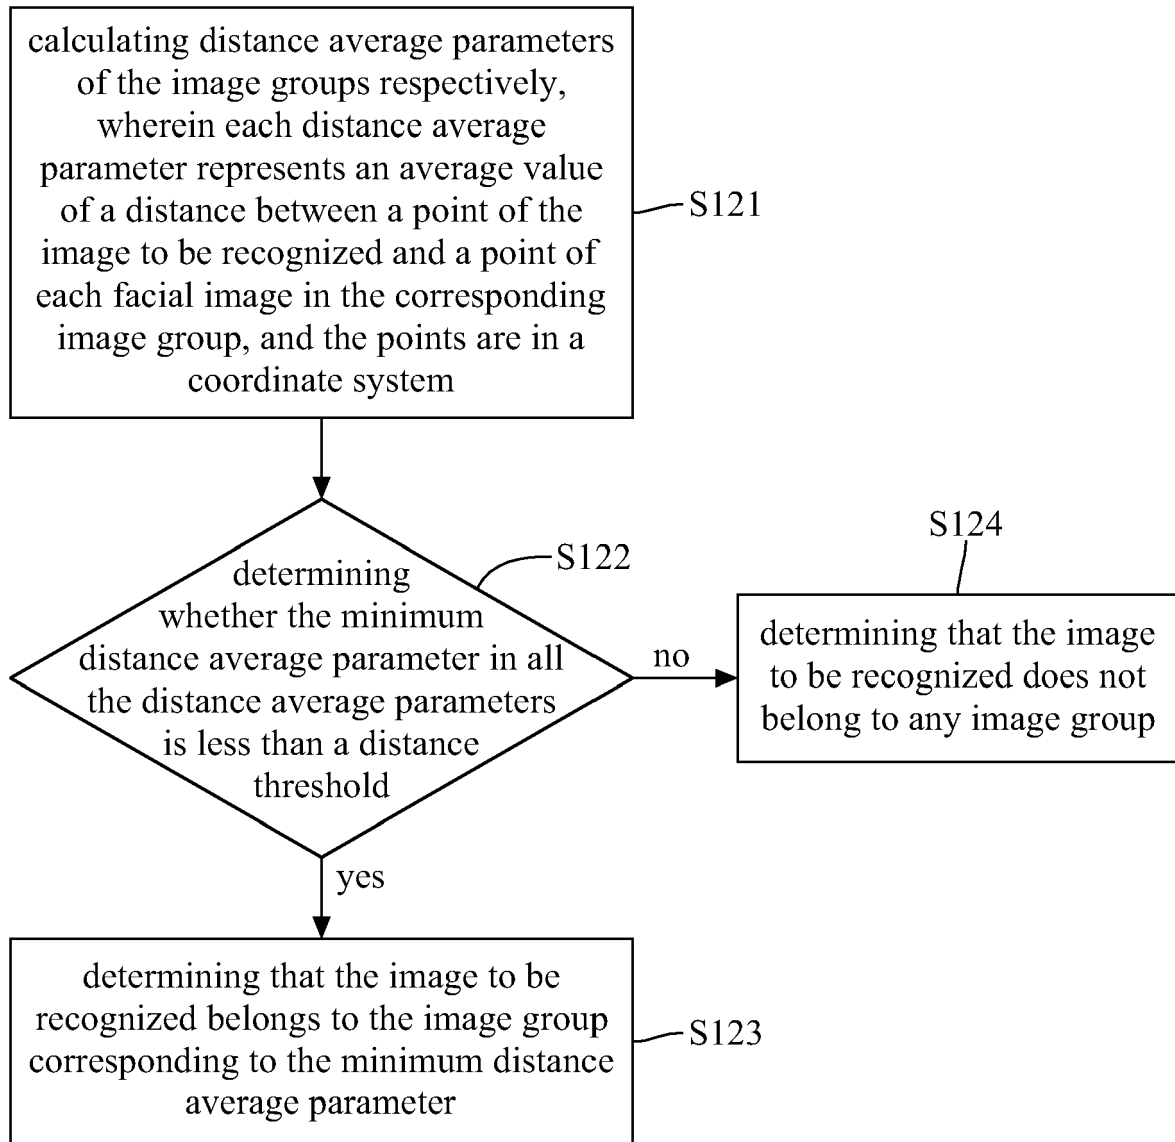 calculating distance average parameters
of the image groups respectively,
wherein each distance average
parameter represents an average value
of a distance between a point of the
image to be recognized and a point of
each facial image in the corresponding
image group, and the points are in a
coordinate system
S121
determining
whether the minimum
distance average parameter in all
the distance average parameters
is less than a distance
threshold
S122
no
S124
determining that the image
to be recognized does not
belong to any image group
yes
determining that the image to be
recognized belongs to the image group
corresponding to the minimum distance
average parameter
S123